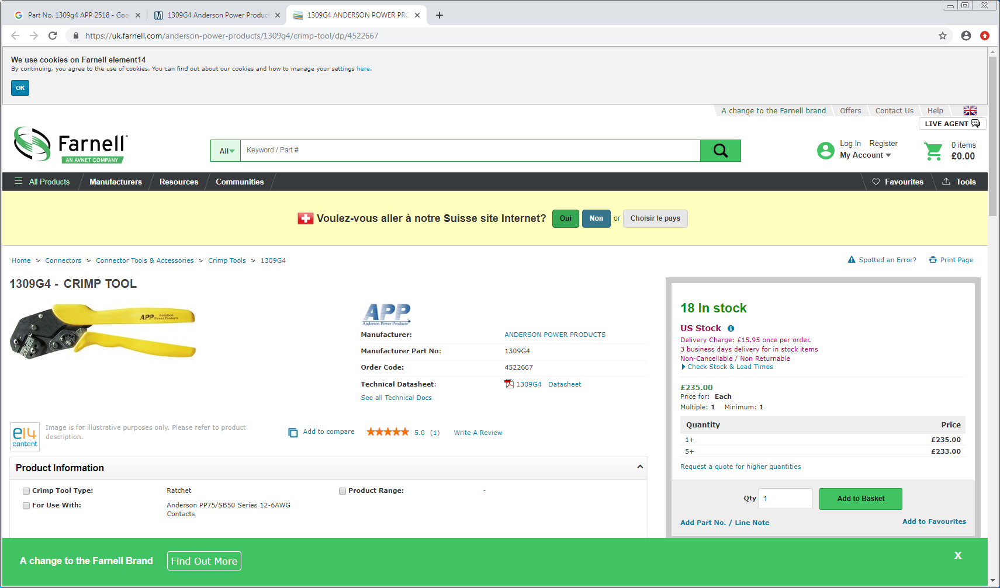 Part No. 1309g4 APP 2518 - Goo
1309G4 Anderson Power Product
1309G4 ANDERSON POWER PRO
https://uk.farnell.com/anderson-power-products/1309g4/crimp-tool/dp/4522667
We use cookies on Farnell element14
By continuing, you agree to the use of cookies. You can find out about our cookies and how to manage your settings here.
OK
A change to the Farnell brand
Offers
Contact Us
Help
LIVE AGENT
Farnell
AN AVNET COMPANY
All
Keyword / Part #
Log In Register
My Account
0 items
£0.00
All Products
Manufacturers
Resources
Communities
Favourites
Tools
Voulez-vous aller à notre Suisse site Internet?
Oui
Non
or
Choisir le pays
Home > Connectors > Connector Tools & Accessories > Crimp Tools > 1309G4
Spotted an Error?
Print Page
1309G4 - CRIMP TOOL
APP Anderson Power Products
APP
Anderson Power Products
Manufacturer: ANDERSON POWER PRODUCTS
Manufacturer Part No: 1309G4
Order Code: 4522667
Technical Datasheet: 1309G4 Datasheet
See all Technical Docs
e14
content
Image is for illustrative purposes only. Please refer to product
description.
Add to compare
5.0 (1)
Write A Review
Product Information
Crimp Tool Type: Ratchet
Product Range: -
For Use With: Anderson PP75/SB50 Series 12-6AWG
Contacts
18 In stock
US Stock
Delivery Charge: £15.95 once per order.
3 business days delivery for in stock items
Non-Cancellable / Non Returnable
Check Stock & Lead Times
£235.00
Price for: Each
Multiple: 1 Minimum: 1
Quantity Price
1+ £235.00
5+ £233.00
Request a quote for higher quantities
Qty 1
Add to Basket
Add Part No. / Line Note
Add to Favourites
A change to the Farnell Brand
Find Out More
X